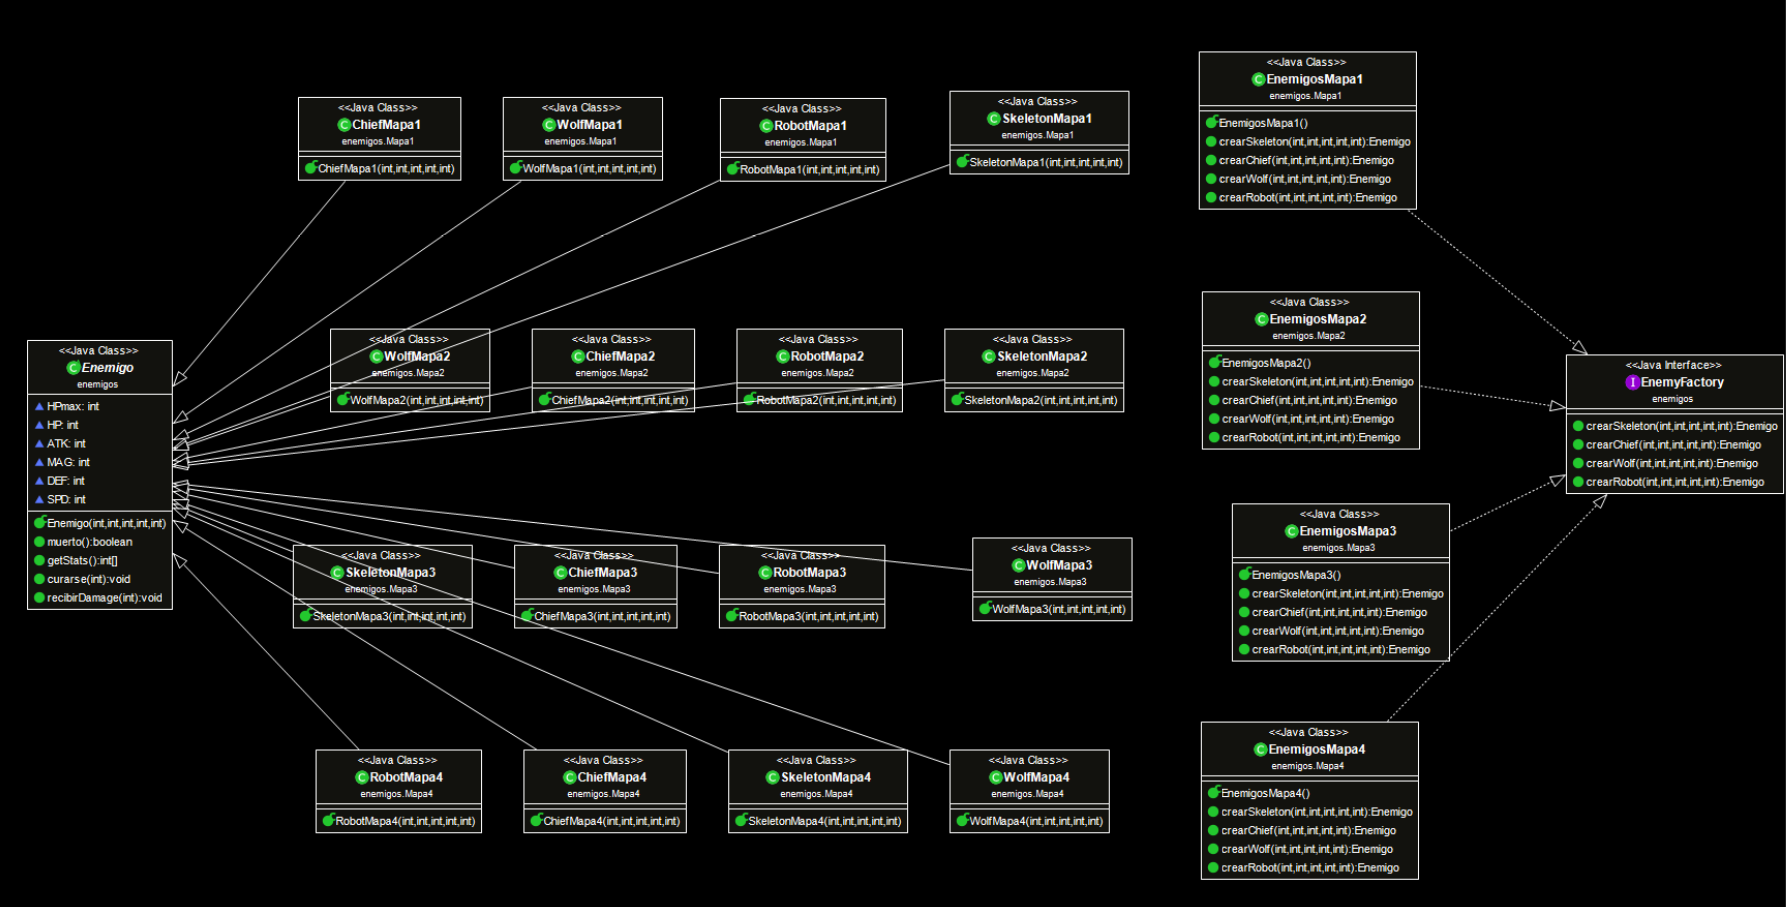 <<Java Class>>
EnemigosMapa1
enemigos.Mapa1
EnemigosMapa1()
crearSkeleton(int,int,int,int,int):Enemigo
crearChief(int,int,int,int,int):Enemigo
crearWolf(int,int,int,int,int):Enemigo
crearRobot(int,int,int,int,int):Enemigo
<<Java Class>>
ChiefMapa1
enemigos.Mapa1
ChiefMapa1(int,int,int,int,int)
<<Java Class>>
WolfMapa1
enemigos.Mapa1
WolfMapa1(int,int,int,int,int)
<<Java Class>>
RobotMapa1
enemigos.Mapa1
RobotMapa1(int,int,int,int,int)
<<Java Class>>
SkeletonMapa1
enemigos.Mapa1
SkeletonMapa1(int,int,int,int,int)
<<Java Class>>
EnemigosMapa2
enemigos.Mapa2
EnemigosMapa2()
crearSkeleton(int,int,int,int,int):Enemigo
crearChief(int,int,int,int,int):Enemigo
crearWolf(int,int,int,int,int):Enemigo
crearRobot(int,int,int,int,int):Enemigo
<<Java Class>>
Enemigo
enemigos
HPmax: int
HP: int
ATK: int
MAG: int
DEF: int
SPD: int
Enemigo(int,int,int,int,int)
muerto():boolean
getStats():int[]
curarse(int):void
recibirDamage(int):void
<<Java Class>>
WolfMapa2
enemigos.Mapa2
WolfMapa2(int,int,int,int,int)
<<Java Class>>
ChiefMapa2
enemigos.Mapa2
ChiefMapa2(int,int,int,int,int)
<<Java Class>>
RobotMapa2
enemigos.Mapa2
RobotMapa2(int,int,int,int,int)
<<Java Class>>
SkeletonMapa2
enemigos.Mapa2
SkeletonMapa2(int,int,int,int,int)
<<Java Interface>>
EnemyFactory
enemigos
crearSkeleton(int,int,int,int,int):Enemigo
crearChief(int,int,int,int,int):Enemigo
crearWolf(int,int,int,int,int):Enemigo
crearRobot(int,int,int,int,int):Enemigo
<<Java Class>>
EnemigosMapa3
enemigos.Mapa3
EnemigosMapa3()
crearSkeleton(int,int,int,int,int):Enemigo
crearChief(int,int,int,int,int):Enemigo
crearWolf(int,int,int,int,int):Enemigo
crearRobot(int,int,int,int,int):Enemigo
<<Java Class>>
SkeletonMapa3
enemigos.Mapa3
SkeletonMapa3(int,int,int,int,int)
<<Java Class>>
ChiefMapa3
enemigos.Mapa3
ChiefMapa3(int,int,int,int,int)
<<Java Class>>
RobotMapa3
enemigos.Mapa3
RobotMapa3(int,int,int,int,int)
<<Java Class>>
WolfMapa3
enemigos.Mapa3
WolfMapa3(int,int,int,int,int)
<<Java Class>>
RobotMapa4
enemigos.Mapa4
RobotMapa4(int,int,int,int,int)
<<Java Class>>
ChiefMapa4
enemigos.Mapa4
ChiefMapa4(int,int,int,int,int)
<<Java Class>>
SkeletonMapa4
enemigos.Mapa4
SkeletonMapa4(int,int,int,int,int)
<<Java Class>>
WolfMapa4
enemigos.Mapa4
WolfMapa4(int,int,int,int,int)
<<Java Class>>
EnemigosMapa4
enemigos.Mapa4
EnemigosMapa4()
crearSkeleton(int,int,int,int,int):Enemigo
crearChief(int,int,int,int,int):Enemigo
crearWolf(int,int,int,int,int):Enemigo
crearRobot(int,int,int,int,int):Enemigo